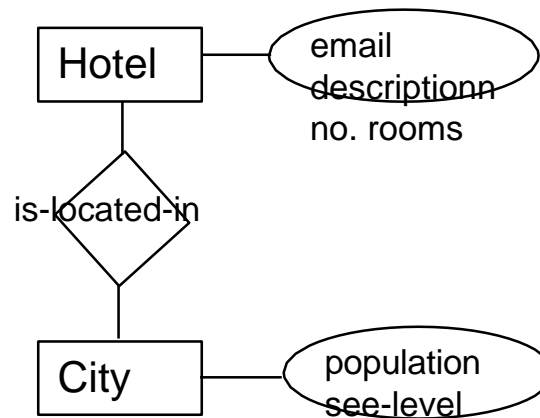 Hotel
email
descriptionn
no. rooms
is-located-in
City
population
see-level